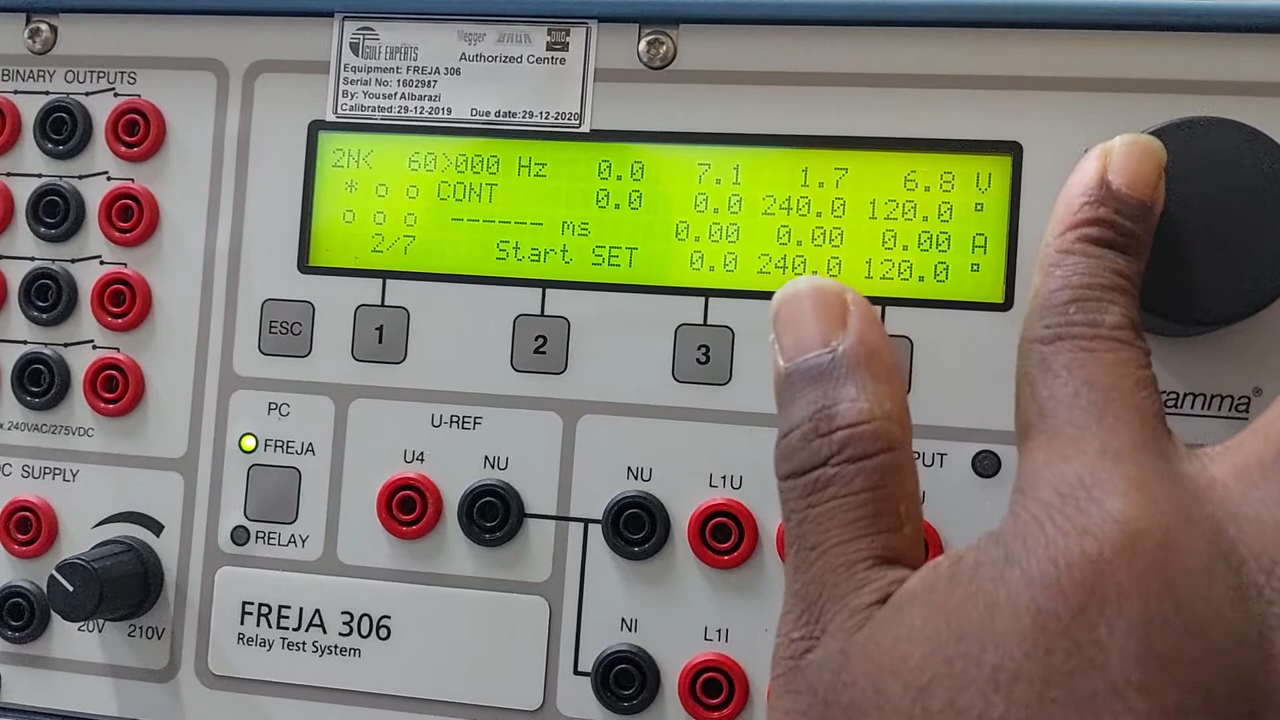 BINARY OUTPUTS
GULF EXPERTS
Megger
Authorized Centre
Equipment: FREJA 306
Serial No: 1602987
By: Yousef Albarazi
Calibrated:29-12-2019 Due date:29-12-2020
2N< 60>000 Hz 0.0 7.1 1.7 6.8 V
* o o CONT 0.0 0.0 240.0 120.0 °
o o o ------ ms 0.00 0.00 0.00 A
2/7 Start SET 0.0 240.0 120.0 °
ESC
1
2
3
.240VAC/275VDC
PC
FREJA
RELAY
U-REF
U4
NU
NU
L1U
PUT
U
ramma®
C SUPPLY
20V
210V
FREJA 306
Relay Test System
NI
L1I